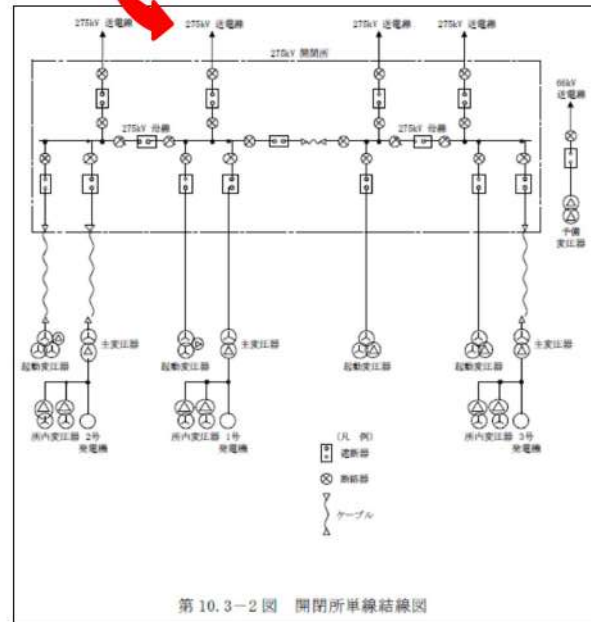 275kV 送電線
275kV 送電線
275kV 送電線
275kV 送電線
275kV 開閉所
66kV
送電線
275kV 母線
275kV 母線
予備
変圧器
主変圧器
主変圧器
主変圧器
起動変圧器
起動変圧器
起動変圧器
起動変圧器
所内変圧器 2号
発電機
所内変圧器 1号
発電機
所内変圧器 3号
発電機
(凡 例)
遮断器
断路器
ケーブル
第 10.3-2 図 開閉所単線結線図